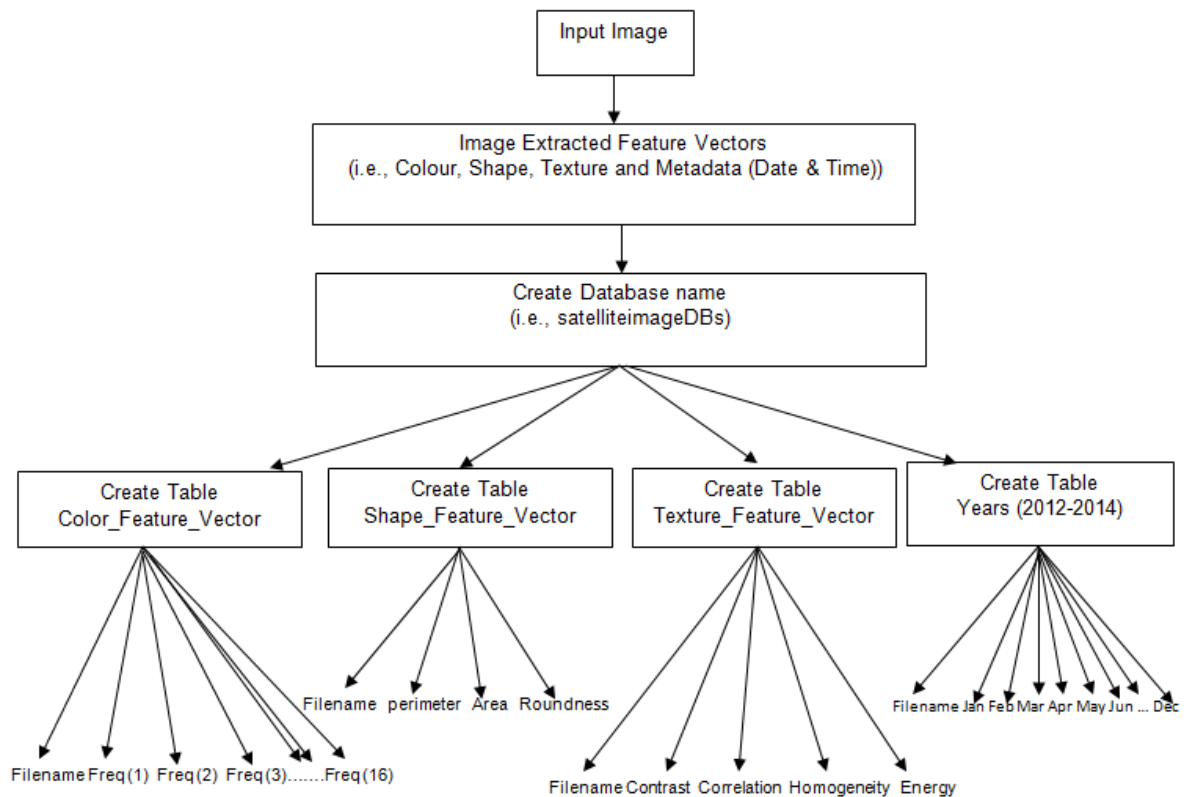 Input Image
Image Extracted Feature Vectors
(i.e., Colour, Shape, Texture and Metadata (Date & Time))
Create Database name
(i.e., satelliteimageDBs)
Create Table
Color_Feature_Vector
Create Table
Shape_Feature_Vector
Create Table
Texture_Feature_Vector
Create Table
Years (2012-2014)
Filename Freq(1) Freq(2) Freq(3).......Freq(16)
Filename perimeter Area Roundness
Filename Contrast Correlation Homogeneity Energy
Filename Jan Feb Mar Apr May Jun ... Dec